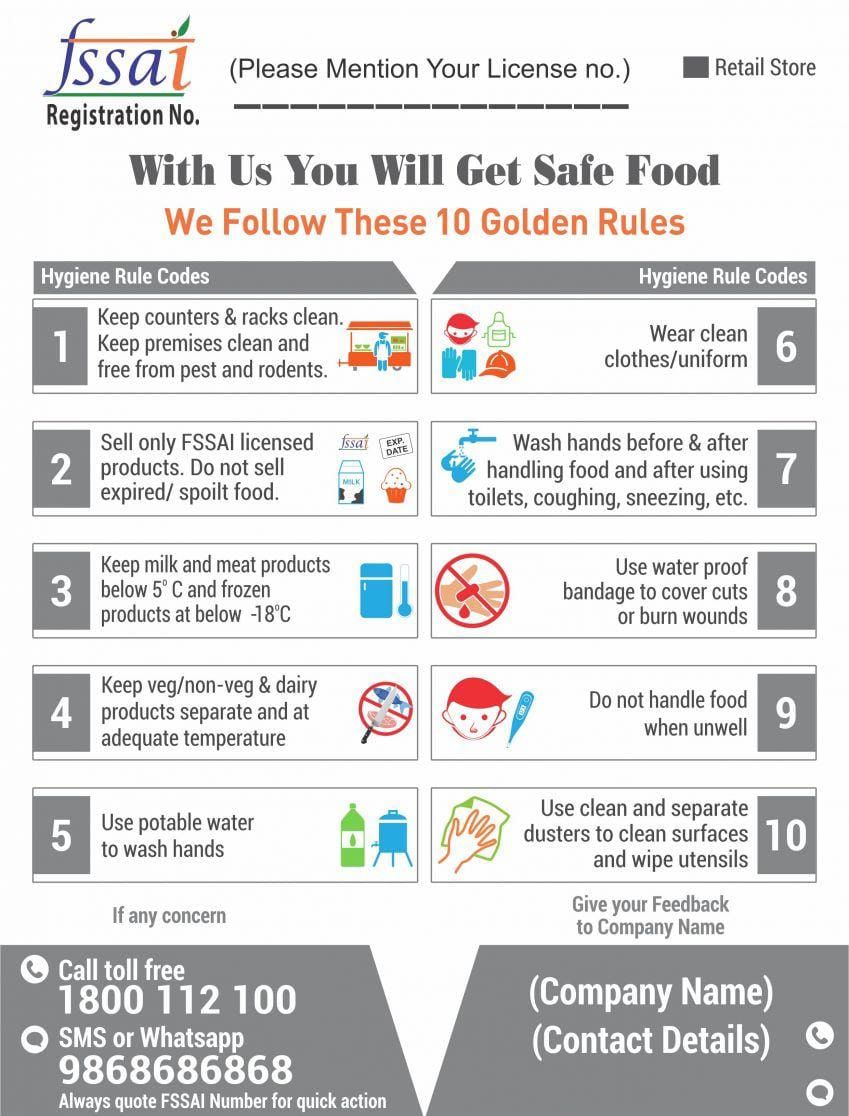 fssai
Registration No.
(Please Mention Your License no.)
Retail Store
With Us You Will Get Safe Food
We Follow These 10 Golden Rules
Hygiene Rule Codes
1
Keep counters & racks clean.
Keep premises clean and
free from pest and rodents.
2
Sell only FSSAI licensed
products. Do not sell
expired/ spoilt food.
fssai
EXP.
DATE
MILK
3
Keep milk and meat products
below 5° C and frozen
products at below -18°C
4
Keep veg/non-veg & dairy
products separate and at
adequate temperature
5
Use potable water
to wash hands
Hygiene Rule Codes
Wear clean
clothes/uniform
6
Wash hands before & after
handling food and after using
toilets, coughing, sneezing, etc.
7
Use water proof
bandage to cover cuts
or burn wounds
8
Do not handle food
when unwell
9
Use clean and separate
dusters to clean surfaces
and wipe utensils
10
If any concern
Call toll free
1800 112 100
SMS or Whatsapp
9868686868
Always quote FSSAI Number for quick action
Give your Feedback
to Company Name
(Company Name)
(Contact Details)